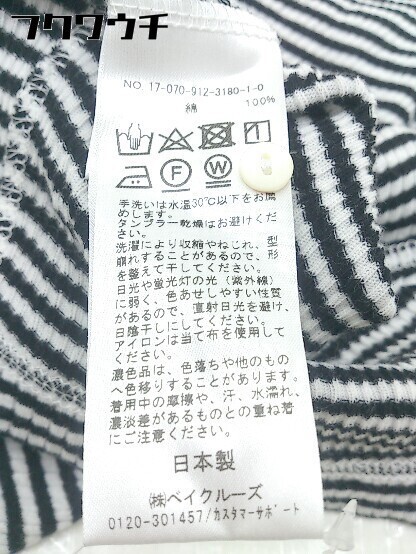 フクワウチ
NO. 17-070-912-3180-1-0
綿 100%
F W
手洗いは水温30℃以下をお薦
めします。
タンブラー乾燥はお避けくださ
い。
洗濯により収縮やねじれ、型
崩れすることがあるので、形
を整えて干してください。
日光や蛍光灯の光(紫外線)
に弱く、色あせしやすい性質
があるので、直射日光を避け、
日陰干しにしてください。
アイロンは当て布を使用して
ください。
濃色品は、色落ちや他のもの
へ色移りすることがあります。
着用中の摩擦や、汗、水濡れ、
濃淡差があるものとの重ね着
にご注意ください。
日本製
㈱ベイクルーズ
0120-301457/カスタマーサポート